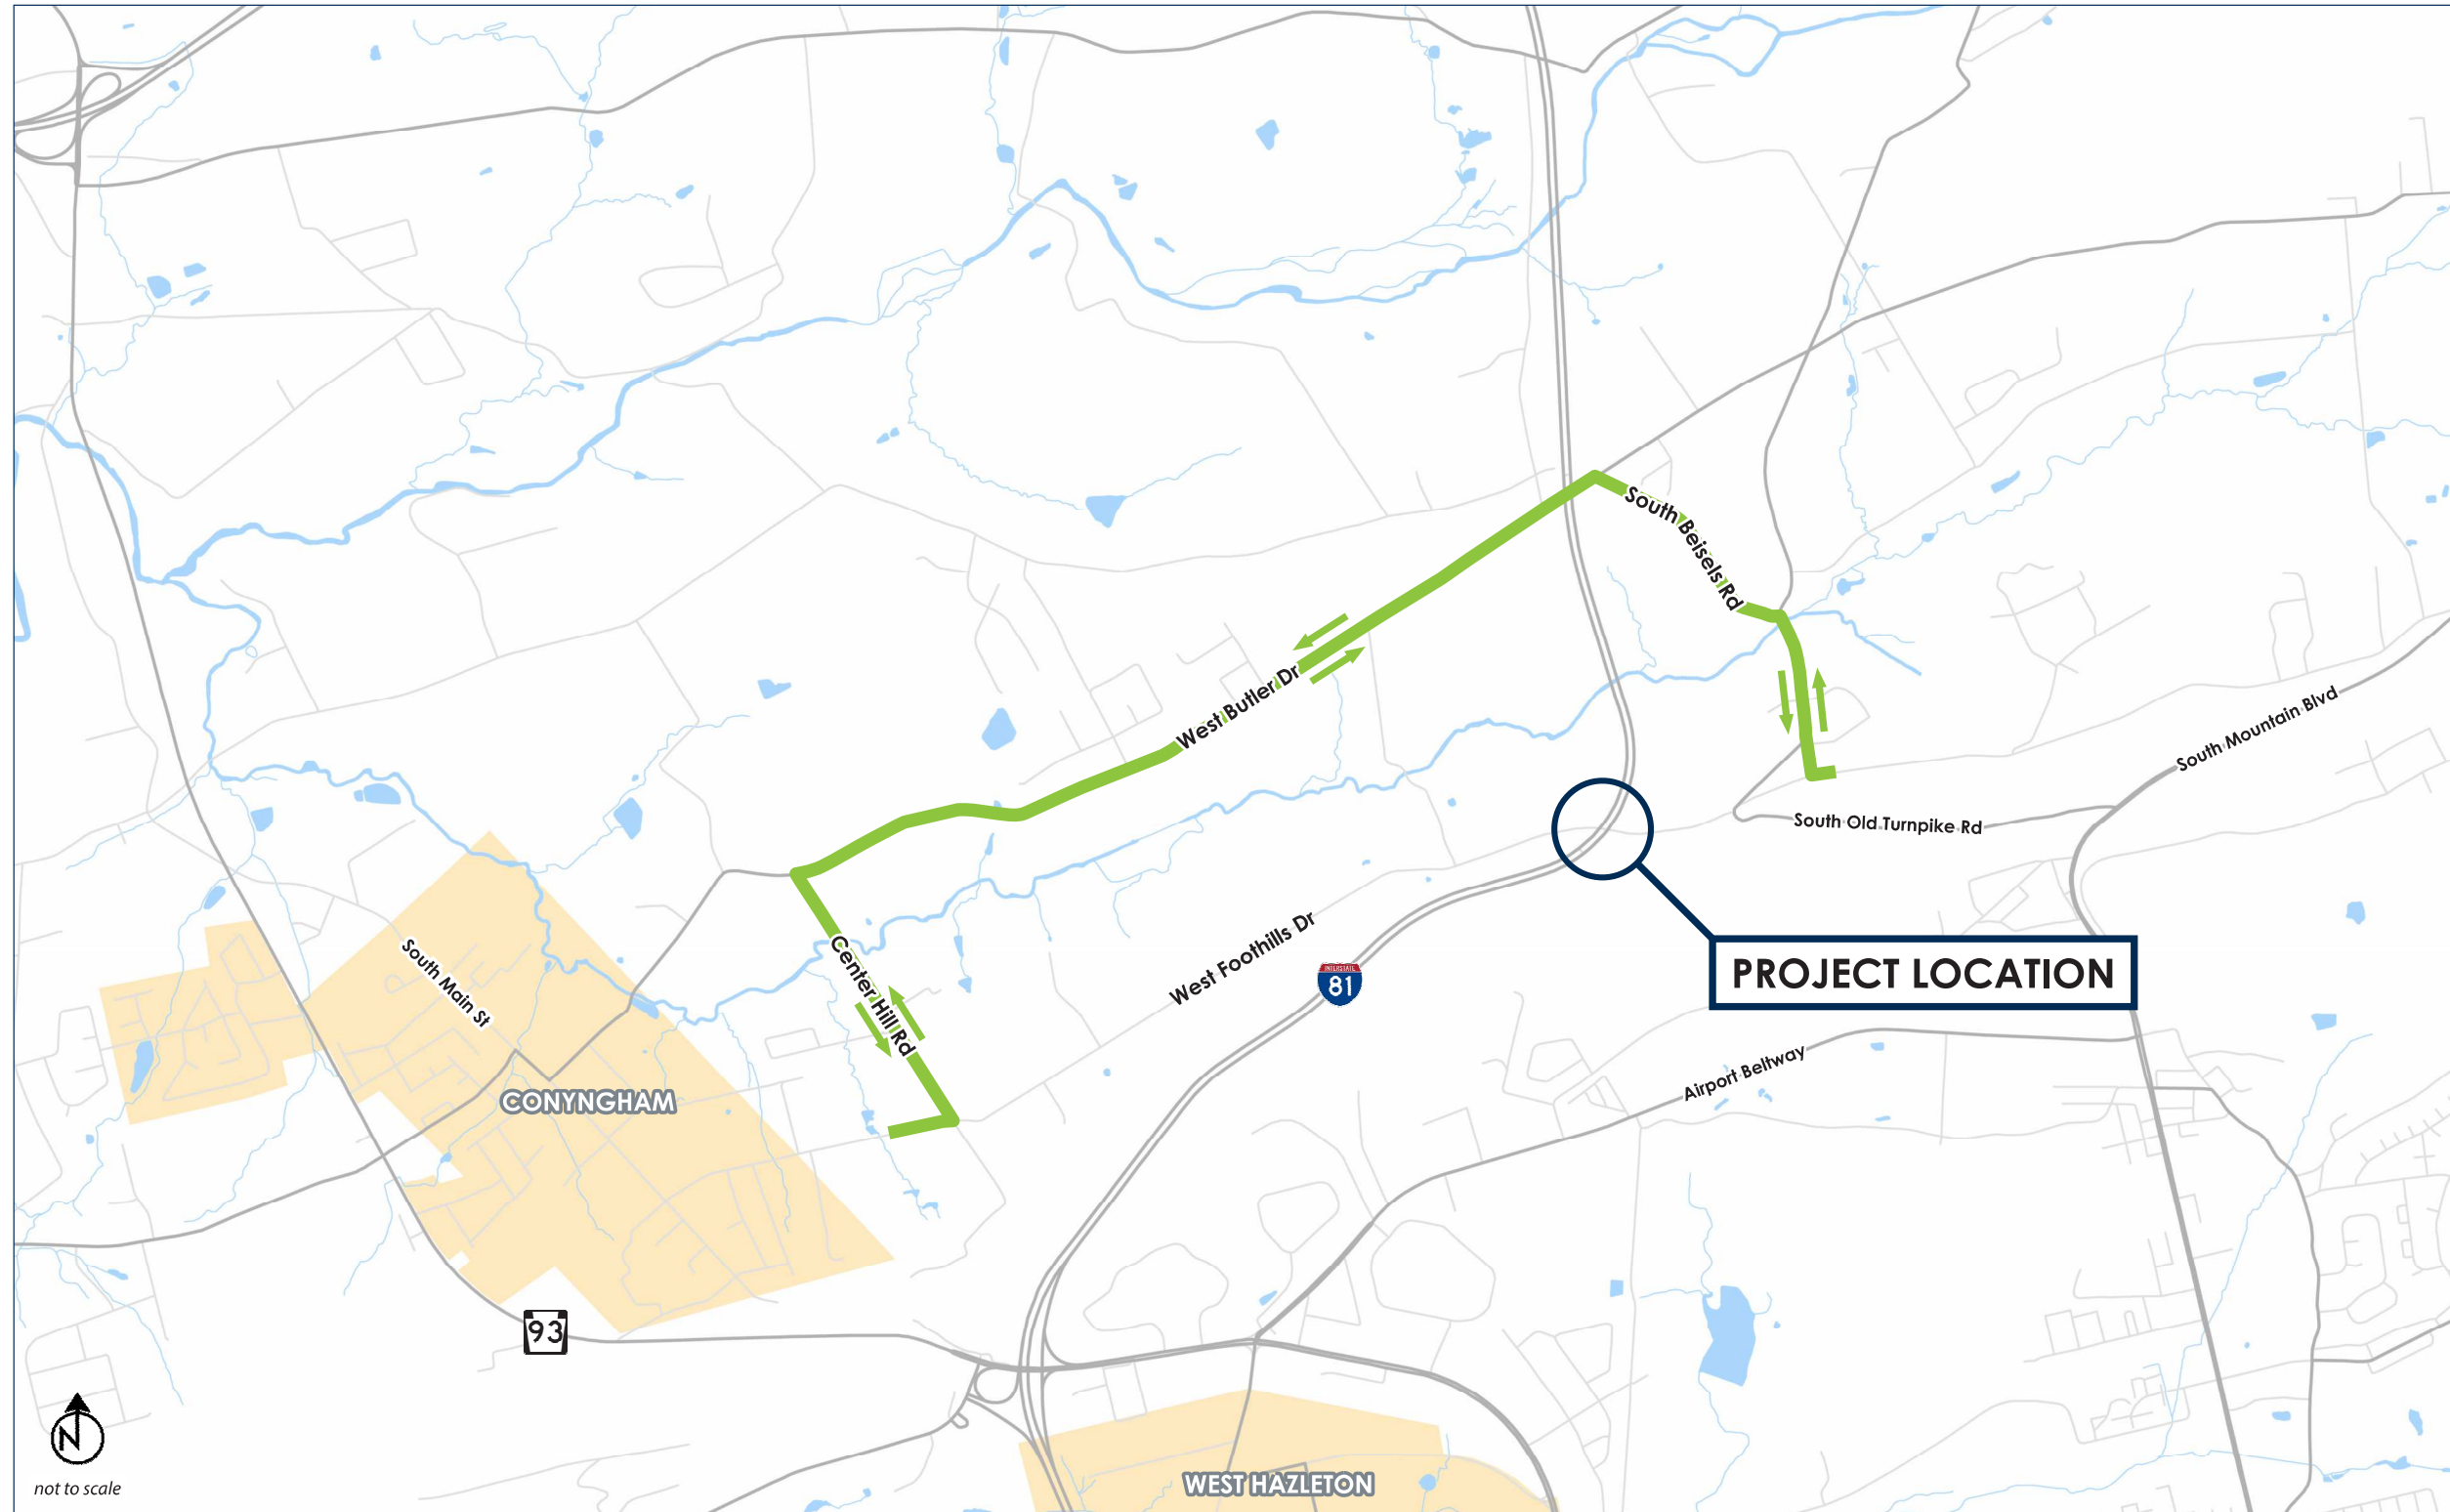 South Beisels Rd
West Butler Dr
South Mountain Blvd
South Old Turnpike Rd
Center Hill Rd
West Foothills Dr
South Main St
INTERSTATE
81
PROJECT LOCATION
Airport Beltway
CONYNGHAM
93
N
not to scale
WEST HAZLETON